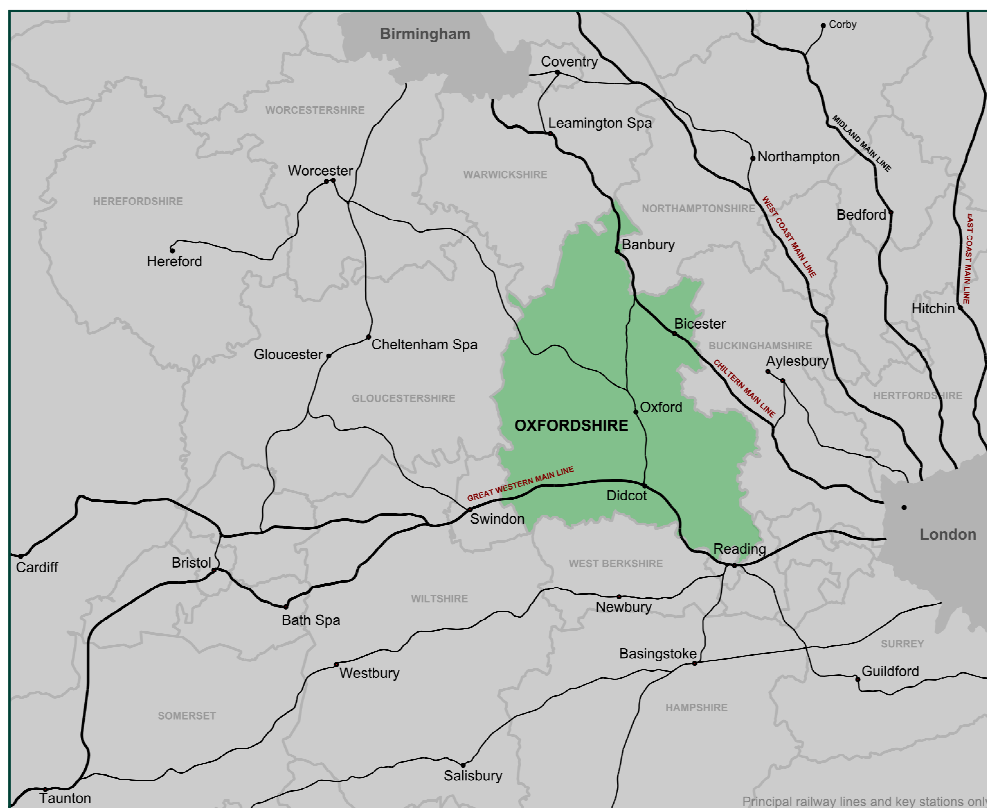 Birmingham
Corby
Coventry
WORCESTERSHIRE
Leamington Spa
MIDLAND MAIN LINE
Northampton
Worcester
WARWICKSHIRE
HEREFORDSHIRE
NORTHAMPTONSHIRE
WEST COAST MAIN LINE
Bedford
EAST COAST MAIN LINE
Banbury
Hereford
Hitchin
Bicester
Cheltenham Spa
BUCKINGHAMSHIRE
Gloucester
Aylesbury
CHILTERN MAIN LINE
GLOUCESTERSHIRE
HERTFORDSHIRE
Oxford
OXFORDSHIRE
GREAT WESTERN MAIN LINE
Didcot
Swindon
London
Reading
Cardiff
Bristol
WEST BERKSHIRE
WILTSHIRE
Newbury
Bath Spa
SURREY
Basingstoke
Westbury
Guildford
SOMERSET
HAMPSHIRE
Salisbury
Taunton
Principal railway lines and key stations only